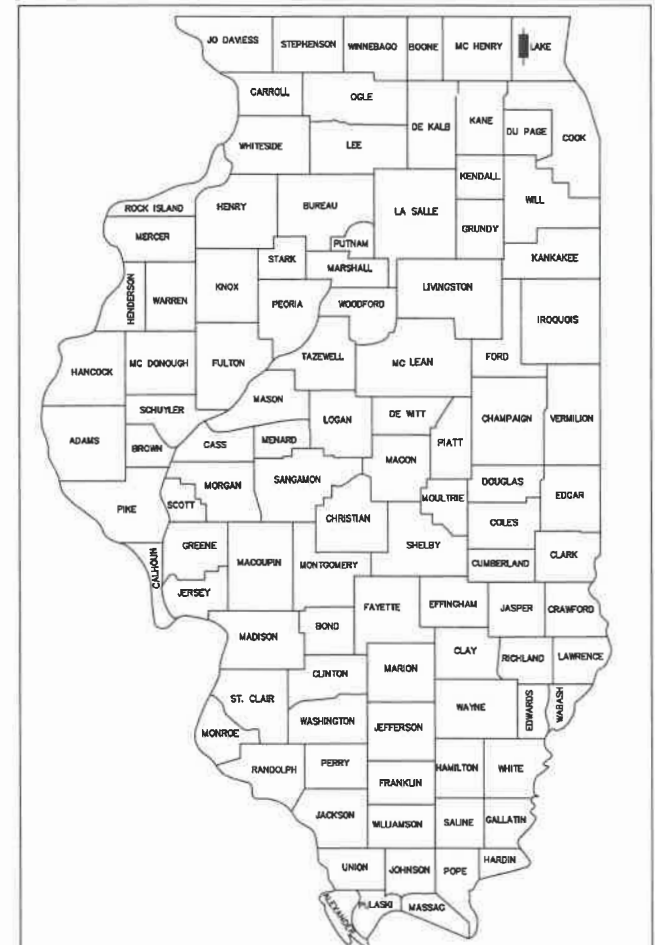 JO DAVIESS
STEPHENSON
WINNEBAGO
BOONE
MC HENRY
LAKE
CARROLL
OGLE
DE KALB
KANE
DU PAGE
COOK
WHITESIDE
LEE
KENDALL
WILL
ROCK ISLAND
HENRY
BUREAU
LA SALLE
GRUNDY
MERCER
PUTNAM
STARK
MARSHALL
KANKAKEE
HENDERSON
WARREN
KNOX
PEORIA
WOODFORD
LIVINGSTON
IROQUOIS
HANCOCK
MC DONOUGH
FULTON
TAZEWELL
MC LEAN
FORD
SCHUYLER
MASON
LOGAN
DE WITT
CHAMPAIGN
VERMILION
ADAMS
BROWN
CASS
MENARD
PIATT
MACON
PIKE
SCOTT
MORGAN
SANGAMON
MOULTRIE
DOUGLAS
EDGAR
CHRISTIAN
COLES
CALHOUN
GREENE
MACOUPIN
MONTGOMERY
SHELBY
CUMBERLAND
CLARK
JERSEY
FAYETTE
EFFINGHAM
JASPER
CRAWFORD
MADISON
BOND
CLAY
RICHLAND
LAWRENCE
CLINTON
MARION
ST. CLAIR
WAYNE
EDWARDS
WABASH
MONROE
WASHINGTON
JEFFERSON
RANDOLPH
PERRY
HAMILTON
WHITE
FRANKLIN
JACKSON
WILLIAMSON
SALINE
GALLATIN
UNION
JOHNSON
POPE
HARDIN
ALEXANDER
PULASKI
MASSAC